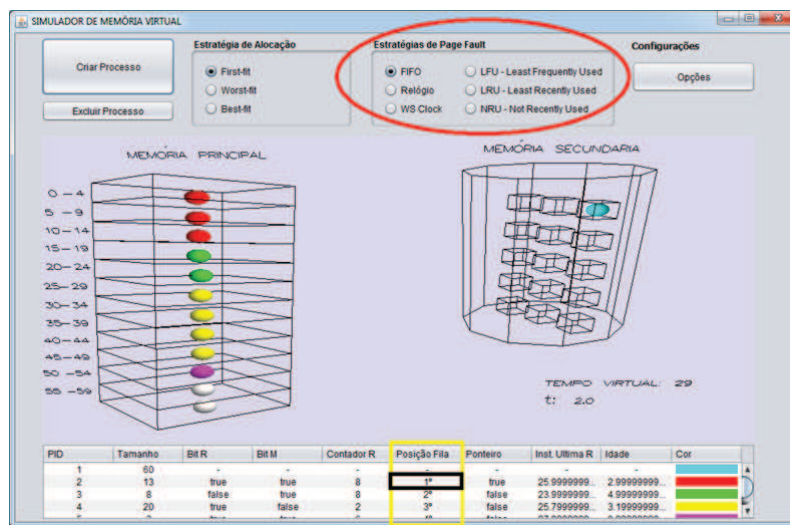 SIMULADOR DE MEMÓRIA VIRTUAL
Criar Processo
Excluir Processo
Estratégia de Alocação
First-fit
Worst-fit
Best-fit
Estratégias de Page Fault
FIFO
LFU - Least Frequently Used
Relógio
LRU - Least Recently Used
WS Clock
NRU - Not Recently Used
Configurações
Opções
MEMÓRIA PRINCIPAL
MEMÓRIA SECUNDARIA
0 - 4
5 - 9
10 - 14
15 - 19
20 - 24
25 - 29
30 - 34
35 - 39
40 - 44
45 - 49
50 - 54
55 - 59
TEMPO VIRTUAL: 29
t: 2.0
PID Tamanho Bit R Bit M Contador R Posição Fila Ponteiro Inst. Ultima R Idade Cor
1 60 - - - - - - -
2 13 true true 8 1º true 25.9999999... 2.99999999...
3 8 false true 8 2º false 23.9999999... 4.99999999...
4 20 true false 2 3º false 25.7999999... 3.19999999...